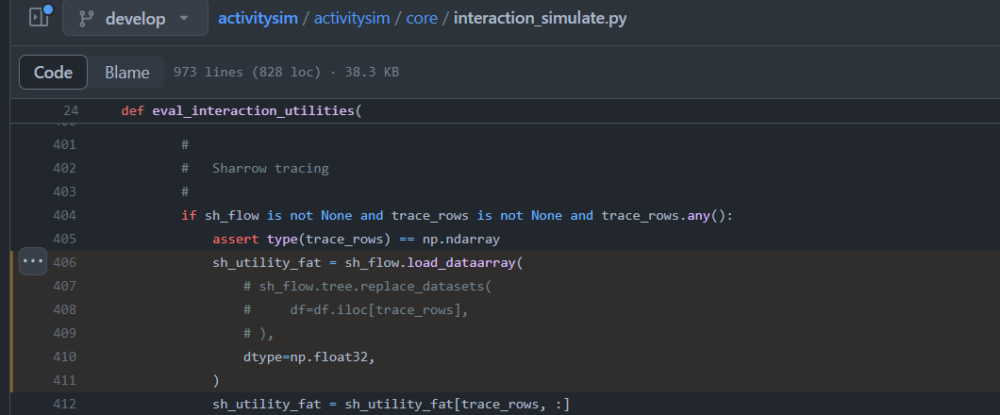 develop activitysim / activitysim / core / interaction_simulate.py
Code Blame 973 lines (828 loc) · 38.3 KB
24 def eval_interaction_utilities(
401 #
402 #   Sharrow tracing
403 #
404 if sh_flow is not None and trace_rows is not None and trace_rows.any():
405     assert type(trace_rows) == np.ndarray
406     sh_utility_fat = sh_flow.load_dataarray(
407         # sh_flow.tree.replace_datasets(
408         #     df=df.iloc[trace_rows],
409         # ),
410         dtype=np.float32,
411     )
412     sh_utility_fat = sh_utility_fat[trace_rows, :]